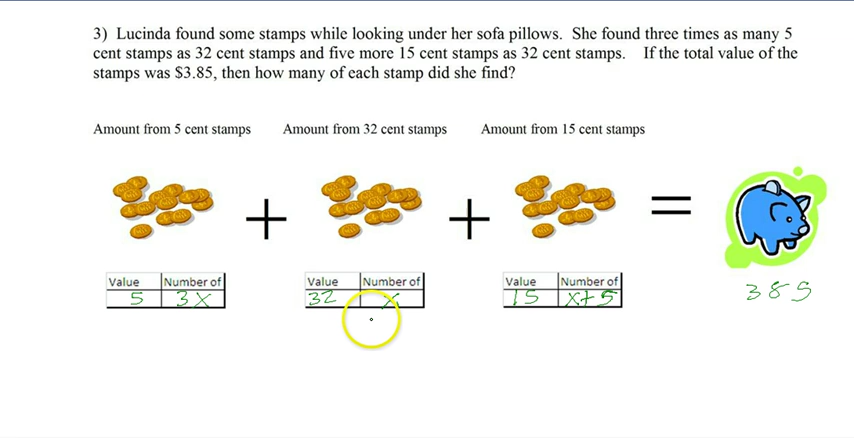 3) Lucinda found some stamps while looking under her sofa pillows. She found three times as many 5
cent stamps as 32 cent stamps and five more 15 cent stamps as 32 cent stamps. If the total value of the
stamps was $3.85, then how many of each stamp did she find?
Amount from 5 cent stamps Amount from 32 cent stamps Amount from 15 cent stamps
+ + =
Value Number of Value Number of Value Number of
5 3x 32 x 15 x+5 385